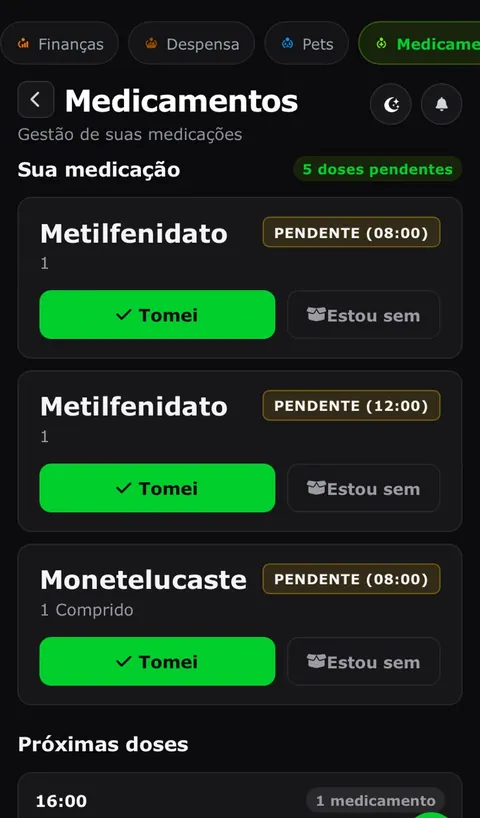 Finanças Despensa Pets Medicame
Medicamentos
Gestão de suas medicações
Sua medicação 5 doses pendentes
Metilfenidato PENDENTE (08:00)
1
Tomei Estou sem
Metilfenidato PENDENTE (12:00)
1
Tomei Estou sem
Monetelucaste PENDENTE (08:00)
1 Comprido
Tomei Estou sem
Próximas doses
16:00 1 medicamento